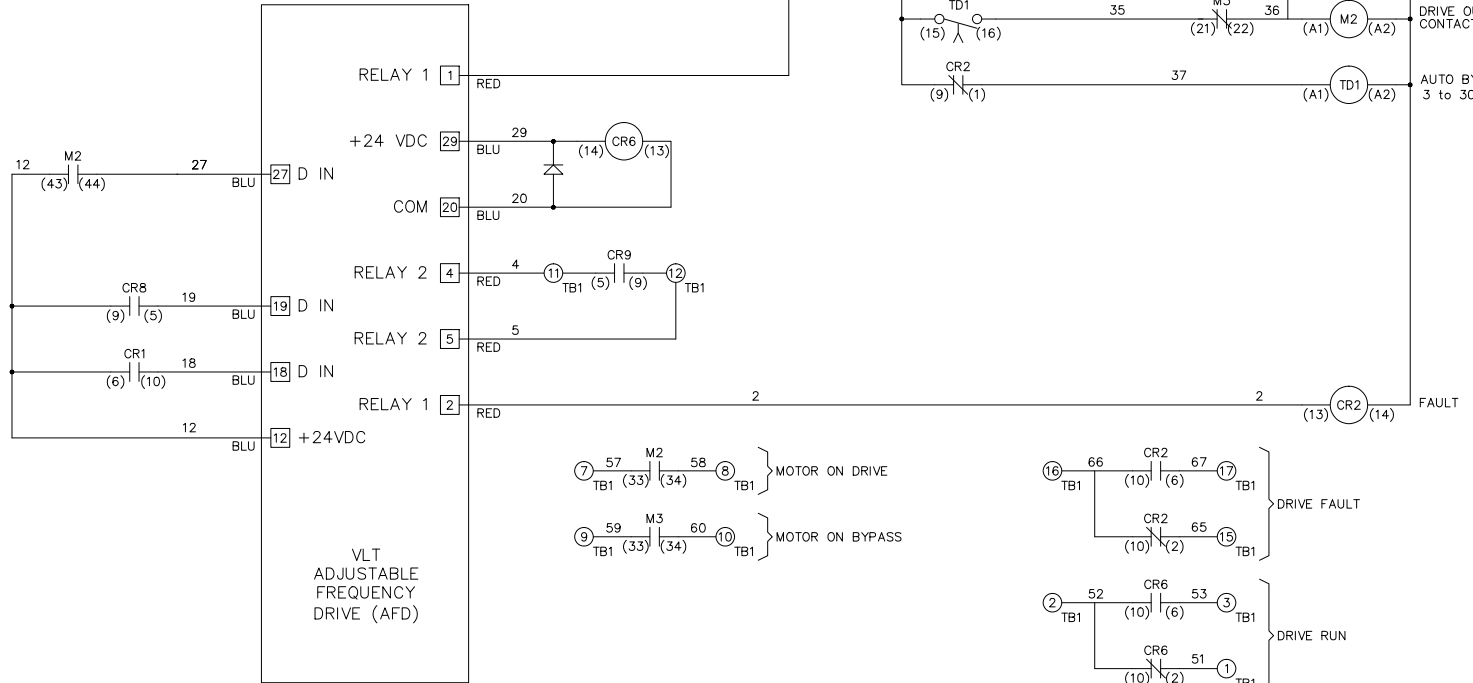 TD1
35
M3
36
M2
(15)
(16)
(21)
(22)
(A1)
(A2)
CONTACT
RELAY 1
1
RED
CR2
37
TD1
(9)
(1)
(A1)
(A2)
AUTO
3 to
+24 VDC
29
29
BLU
(14)
CR6
(13)
12
M2
27
(43)
(44)
BLU
27
D IN
COM
20
20
BLU
RELAY 2
4
4
RED
11
TB1
CR9
(5)
(9)
12
TB1
CR8
19
(9)
(5)
BLU
19
D IN
RELAY 2
5
5
RED
CR1
18
(6)
(10)
BLU
18
D IN
RELAY 1
2
RED
2
2
(13)
CR2
(14)
FAULT
12
BLU
12
+24VDC
7
TB1
57
M2
(33)
(34)
58
8
TB1
MOTOR ON DRIVE
9
TB1
59
M3
(33)
(34)
60
10
TB1
MOTOR ON BYPASS
16
TB1
66
CR2
(10)
(6)
67
17
TB1
CR2
(10)
(2)
65
15
TB1
DRIVE FAULT
2
TB1
52
CR6
(10)
(6)
53
3
TB1
CR6
(10)
(2)
51
1
TB1
DRIVE RUN
VLT
ADJUSTABLE
FREQUENCY
DRIVE (AFD)